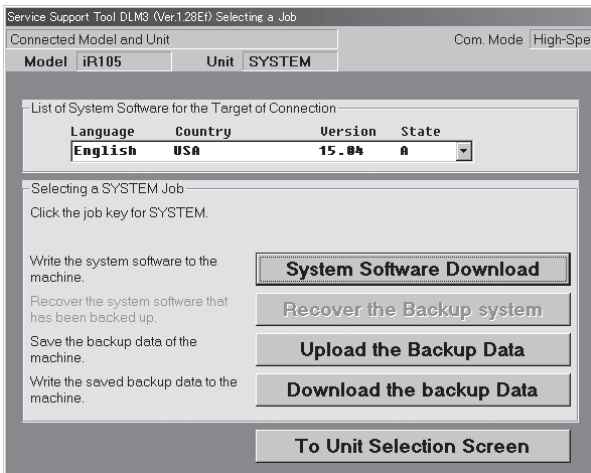 Service Support Tool DLM3 (Ver.1.28Ef) Selecting a Job
Connected Model and Unit Com. Mode High-Spe
Model iR105 Unit SYSTEM
List of System Software for the Target of Connection
Language Country Version State
English USA 15.04 A
Selecting a SYSTEM Job
Click the job key for SYSTEM.
Write the system software to the
machine.
System Software Download
Recover the system software that
has been backed up.
Recover the Backup system
Save the backup data of the
machine.
Upload the Backup Data
Write the saved backup data to the
machine.
Download the backup Data
To Unit Selection Screen